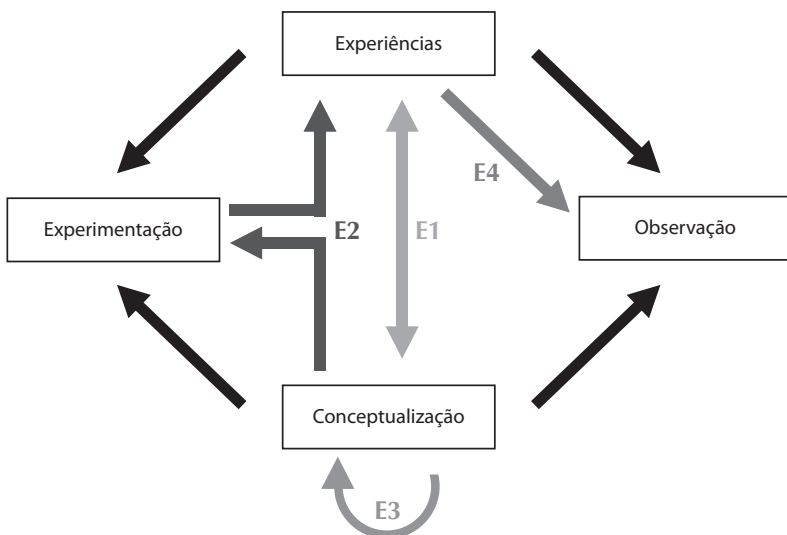 Experiências
E4
Experimentação
E2
E1
Observação
Conceptualização
E3